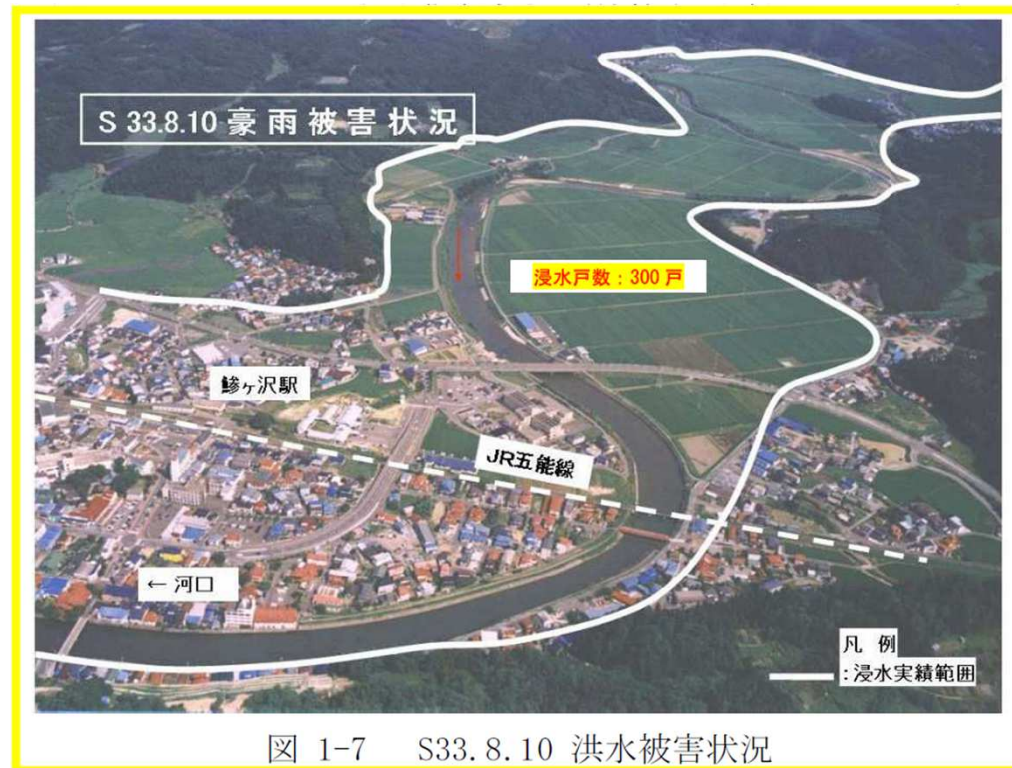 S 33.8.10 豪雨被害状況
浸水戸数：300 戸
鰺ヶ沢駅
JR五能線
← 河口
凡 例
：浸水実績範囲
図 1-7 S33.8.10 洪水被害状況